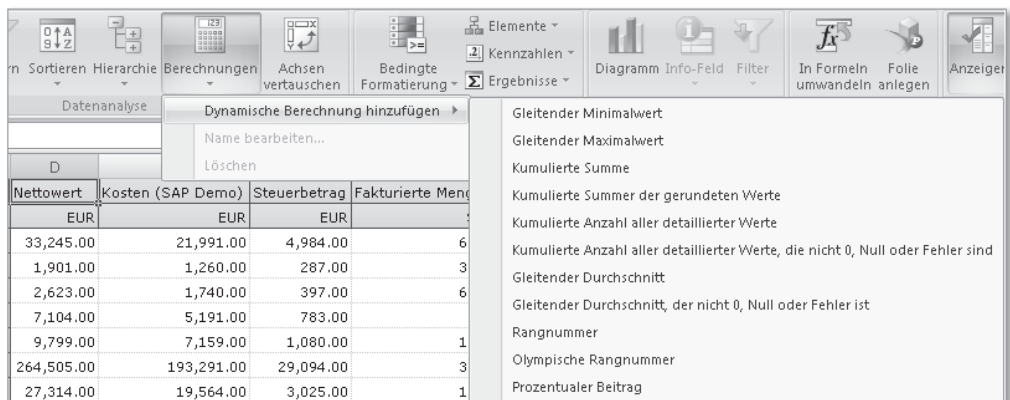 Elemente
Kennzahlen
Ergebnisse
Sortieren Hierarchie Berechnungen Achsen vertauschen Bedingte Formatierung Diagramm Info-Feld Filter In Formeln umwandeln Folie anlegen
Datenanalyse
Dynamische Berechnung hinzufügen
Name bearbeiten...
Löschen
Gleitender Minimalwert
Gleitender Maximalwert
Kumulierte Summe
Kumulierte Summer der gerundeten Werte
Kumulierte Anzahl aller detaillierter Werte
Kumulierte Anzahl aller detaillierter Werte, die nicht 0, Null oder Fehler sind
Gleitender Durchschnitt
Gleitender Durchschnitt, der nicht 0, Null oder Fehler ist
Rangnummer
Olympische Rangnummer
Prozentualer Beitrag
D
Nettowert Kosten (SAP Demo) Steuerbetrag Fakturierte Meng
EUR EUR EUR
33,245.00 21,991.00 4,984.00 6
1,901.00 1,260.00 287.00 3
2,623.00 1,740.00 397.00 6
7,104.00 5,191.00 783.00
9,799.00 7,159.00 1,080.00 1
264,505.00 193,291.00 29,094.00 3
27,314.00 19,564.00 3,025.00 1